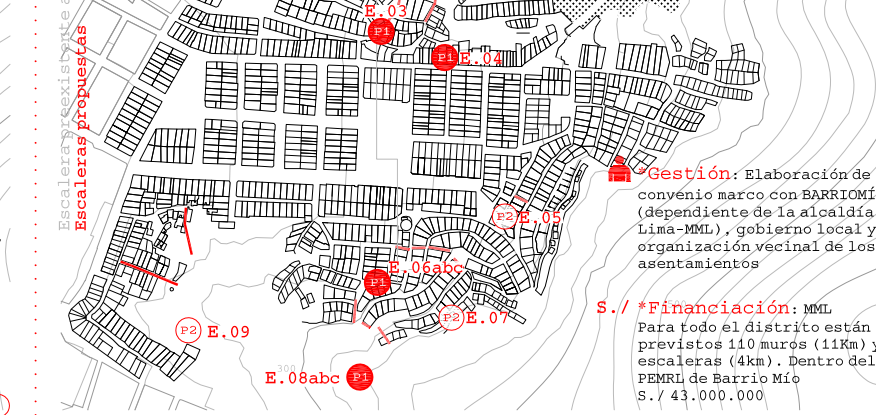 Escalera preexistente a
Escaleras propuestas
E.03
P1
P1 E.04
P2 E.05
E.06abc
P1
P2 E.07
P2 E.09
300
E.08abc P1
*Gestión: Elaboración de
convenio marco con BARRIOMÍ
(dependiente de la alcaldía
Lima-MML), gobierno local y
organización vecinal de los
asentamientos
S./ *Financiación: MML
Para todo el distrito están
previstos 110 muros (11Km) y
escaleras (4km). Dentro del
PEMRL de Barrio Mío
S./ 43.000.000